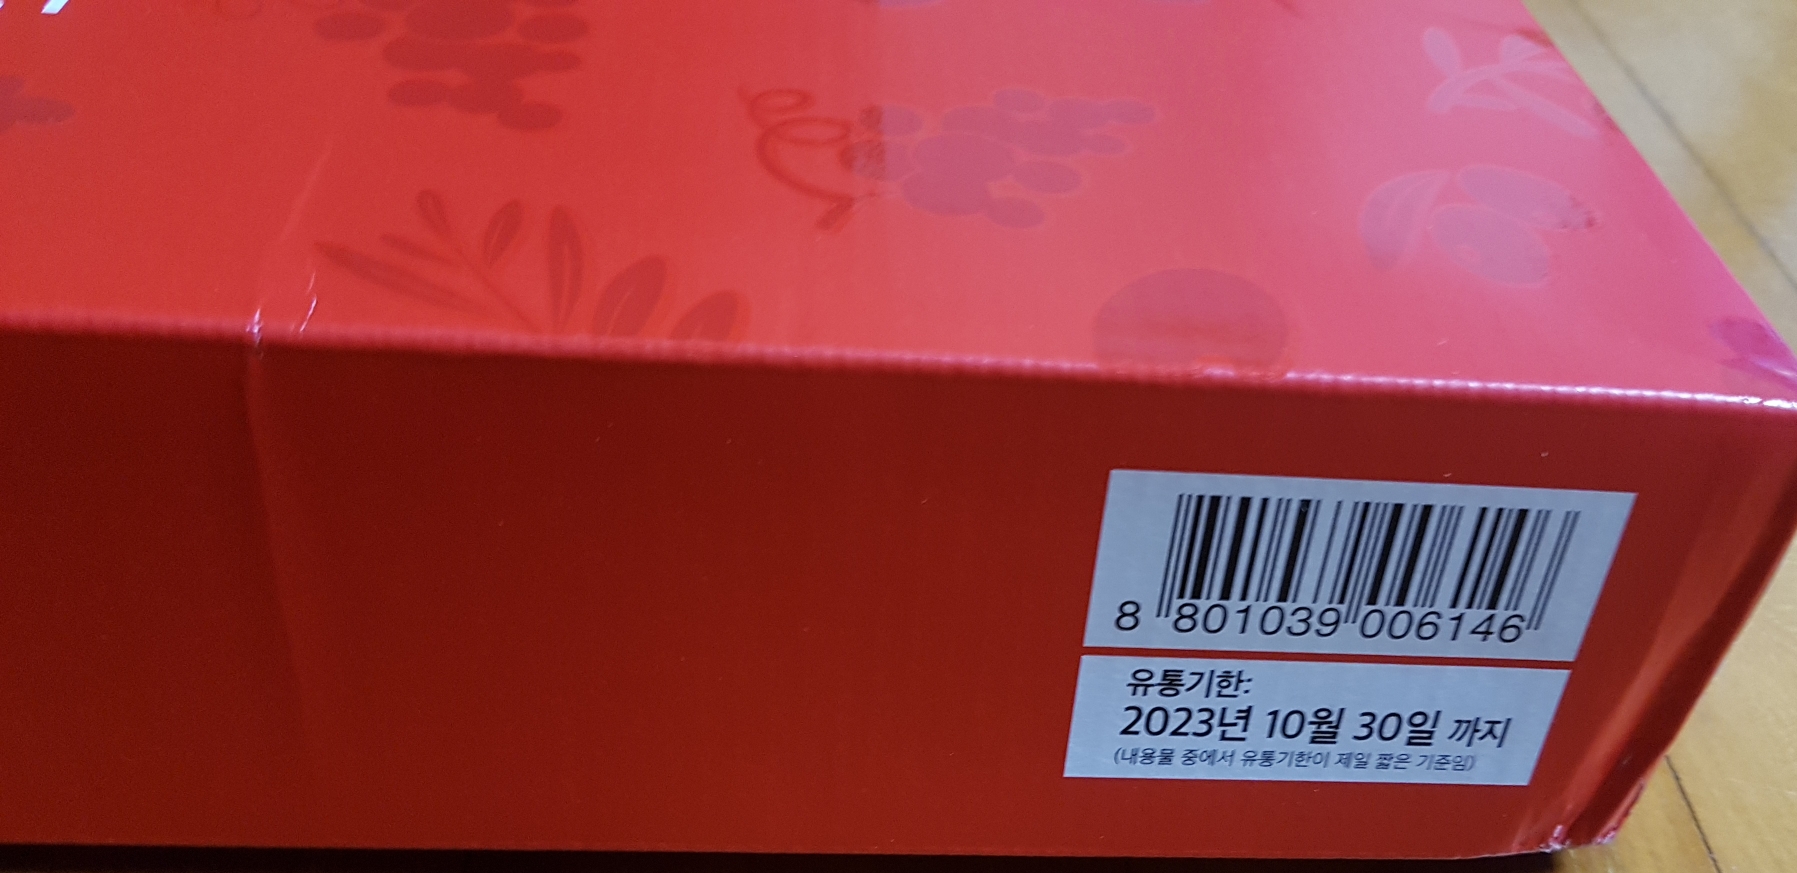 8 801039 006146
유통기한:
2023년 10월 30일 까지
(내용물 중에서 유통기한이 제일 짧은 기준임)